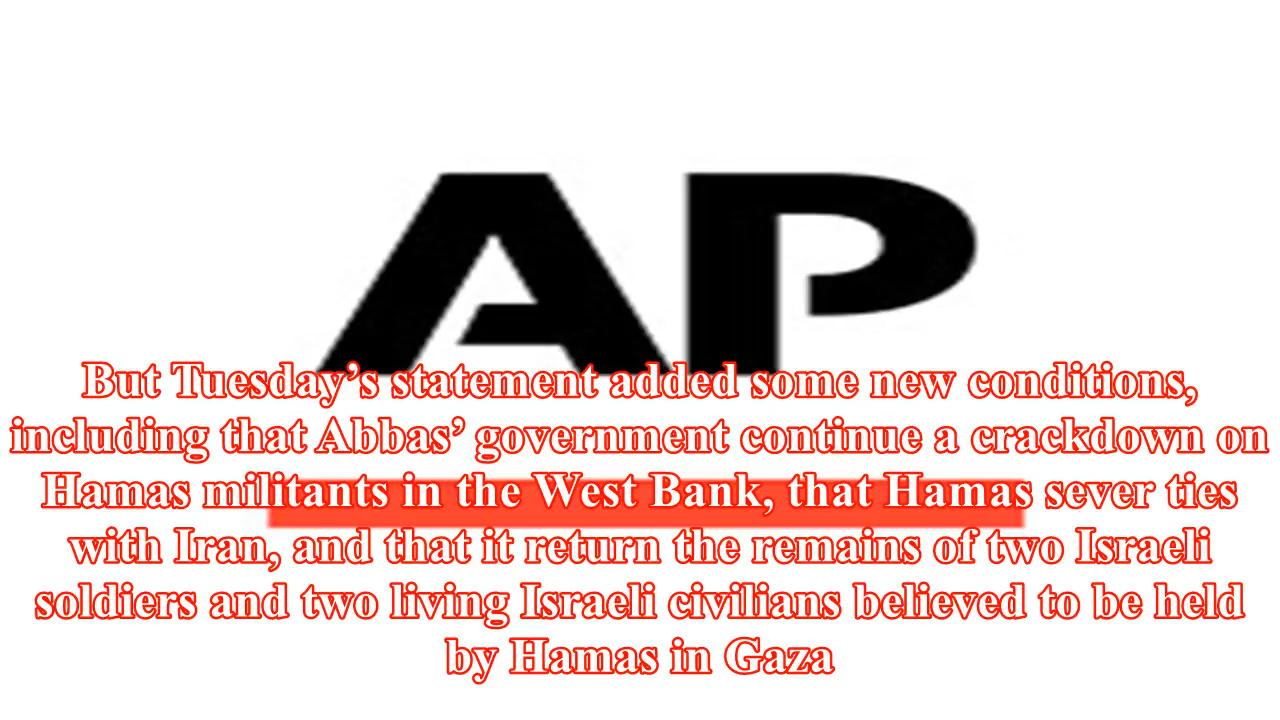 AP
But Tuesday’s statement added some new conditions,
including that Abbas’ government continue a crackdown on
Hamas militants in the West Bank, that Hamas sever ties
with Iran, and that it return the remains of two Israeli
soldiers and two living Israeli civilians believed to be held
by Hamas in Gaza